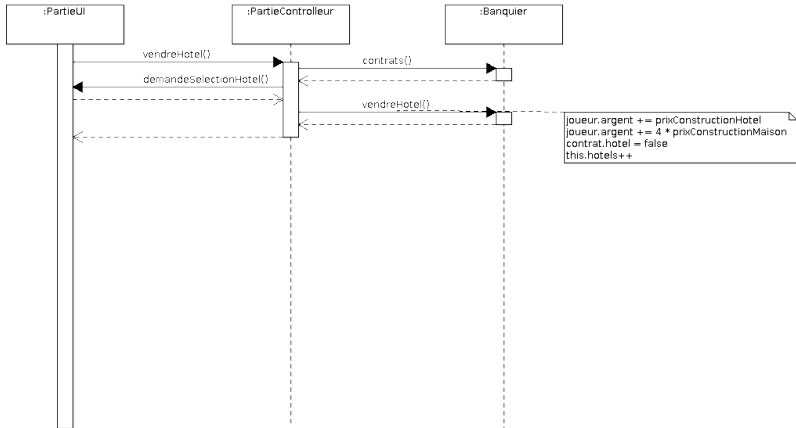 :PartieUI
:PartieControlleur
:Banquier
vendreHotel()
contrats()
demandeSelectionHotel()
vendreHotel()
joueur.argent += prixConstructionHotel
joueur.argent += 4 * prixConstructionMaison
contrat.hotel = false
this.hotels++